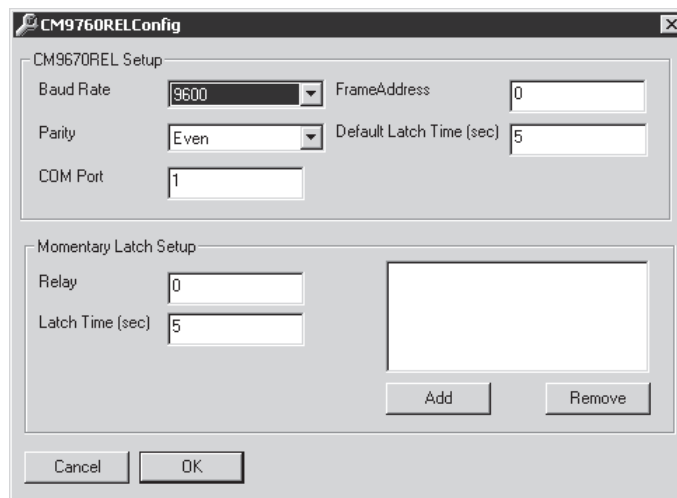 CM9760RELConfig
CM9670REL Setup
Baud Rate
9600
FrameAddress
0
Parity
Even
Default Latch Time (sec)
5
COM Port
1
Momentary Latch Setup
Relay
0
Latch Time (sec)
5
Add
Remove
Cancel
OK